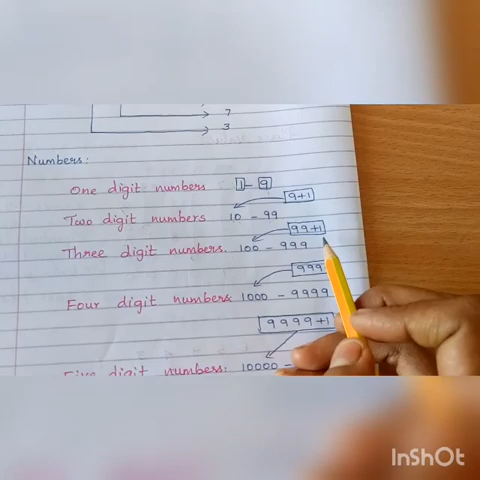 7
3
Numbers:
One digit numbers 1 - 9
9+1
Two digit numbers 10 - 99
99+1
Three digit numbers. 100 - 999
999
Four digit numbers: 1000 - 9999
9999+1
Five digit numbers: 10000 -
InShOt